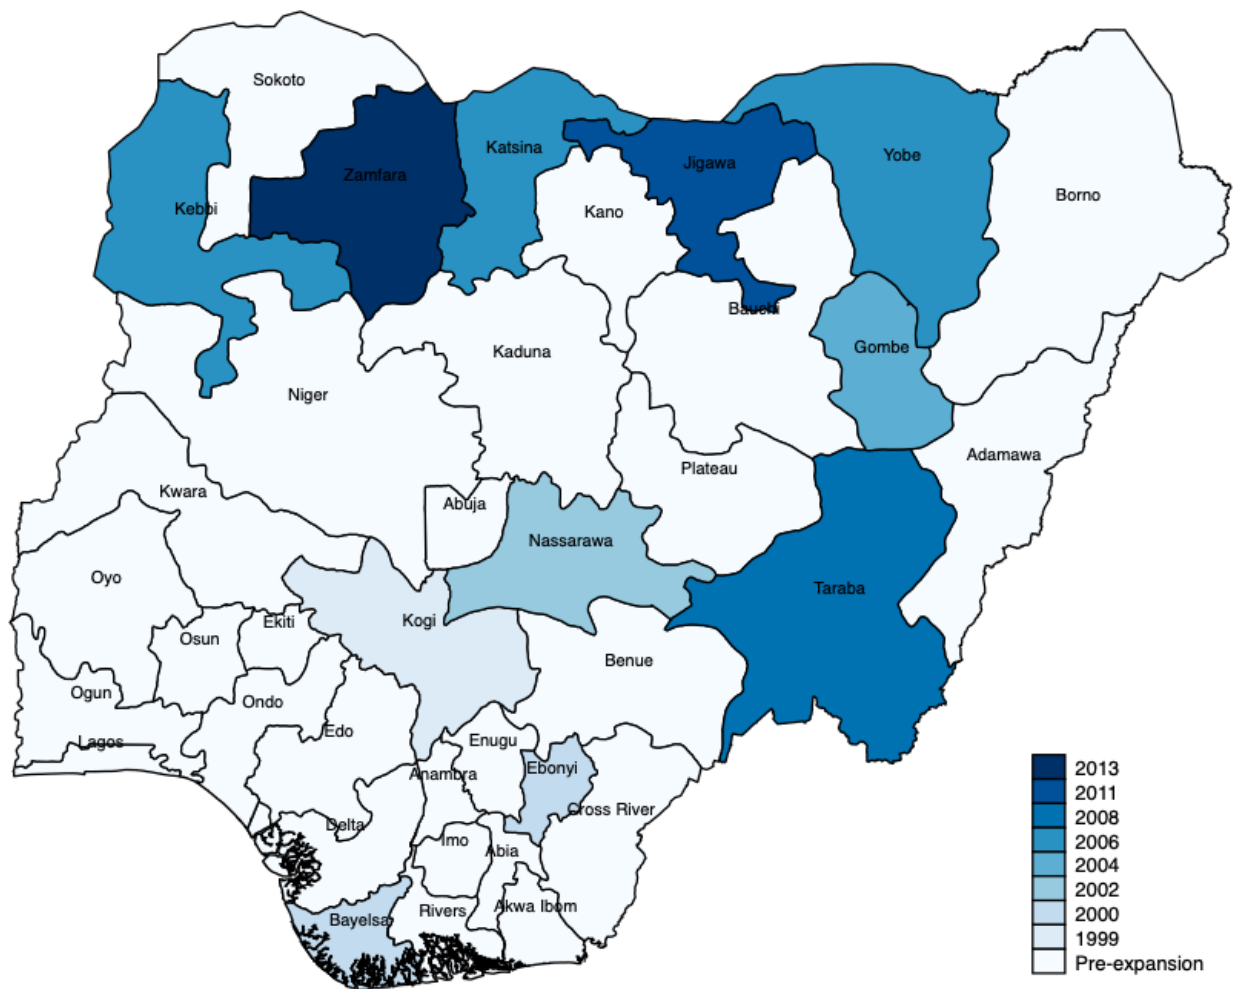 Sokoto
Katsina
Yobe
Jigawa
Zamfara
Borno
Kebbi
Kano
Bauchi
Gombe
Kaduna
Niger
Adamawa
Plateau
Kwara
Abuja
Nassarawa
Oyo
Taraba
Kogi
Ekiti
Osun
Benue
Ogun
Ondo
Edo
Lagos
Enugu
Ebonyi
Anambra
Cross River
Delta
Imo
Abia
Akwa Ibom
Rivers
Bayelsa
2013
2011
2008
2006
2004
2002
2000
1999
Pre-expansion